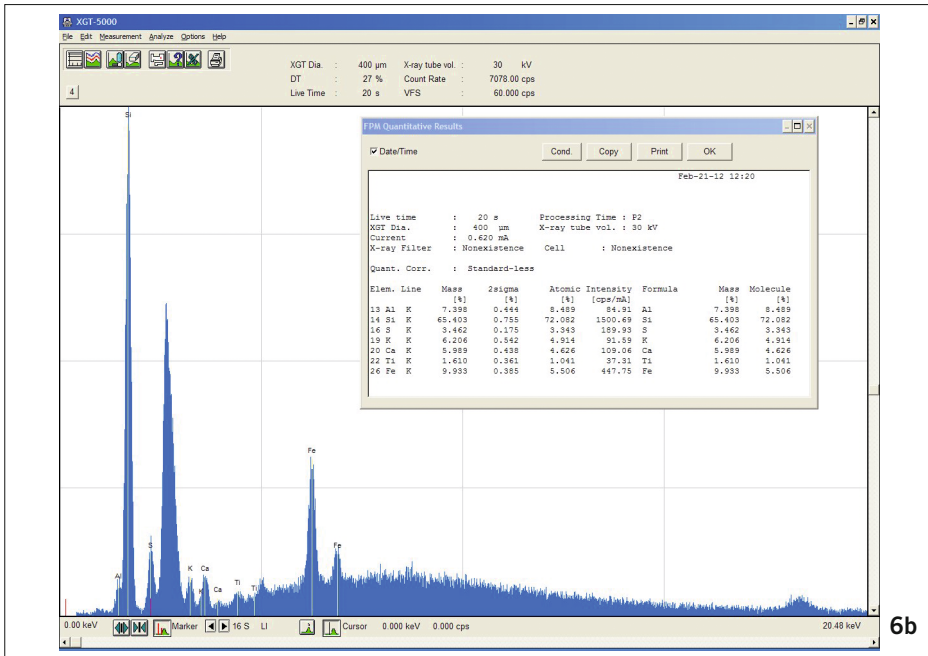 XGT-5000
File Edit Measurement Analyze Options Help
XGT Dia. : 400 µm X-ray tube vol. : 30 kV
DT : 27 % Count Rate : 7078.00 cps
Live Time : 20 s VFS : 60.000 cps
4
Si
FPM Quantitative Results
Date/Time Cond. Copy Print OK
Feb-21-12 12:20
Live time : 20 s Processing Time : P2
XGT Dia. : 400 µm X-ray tube vol. : 30 kV
Current : 0.620 mA
X-ray Filter : Nonexistence Cell : Nonexistence
Quant. Corr. : Standard-less
Elem. Line Mass 2sigma Atomic Intensity Formula Mass Molecule
[%] [%] [%] [cps/mA] [%] [%]
13 Al K 7.398 0.444 8.489 84.91 Al 7.398 8.489
14 Si K 65.403 0.755 72.082 1500.69 Si 65.403 72.082
16 S K 3.462 0.175 3.343 189.93 S 3.462 3.343
19 K K 6.206 0.542 4.914 91.59 K 6.206 4.914
20 Ca K 5.989 0.438 4.626 109.06 Ca 5.989 4.626
22 Ti K 1.610 0.361 1.041 37.31 Ti 1.610 1.041
26 Fe K 9.933 0.385 5.506 447.75 Fe 9.933 5.506
Fe
S
Fe
Al
K
Ca
K
Ca
Ti
Ti
0.00 keV Marker 16 S LI Cursor 0.000 keV 0.000 cps 20.48 keV
6b